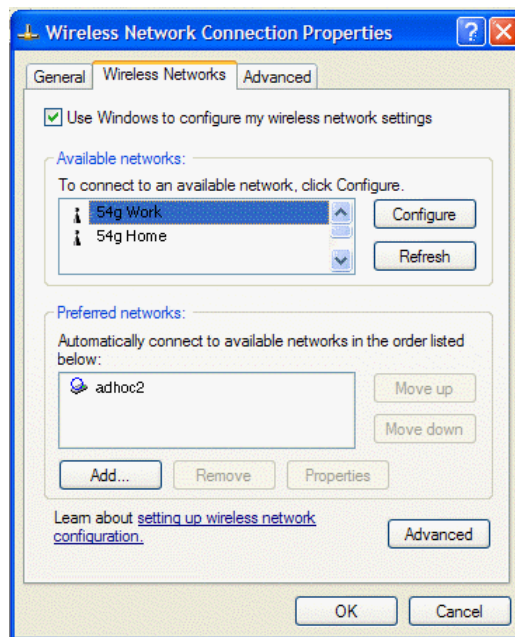 Wireless Network Connection Properties
General Wireless Networks Advanced
Use Windows to configure my wireless network settings
Available networks:
To connect to an available network, click Configure.
54g Work
54g Home
Configure
Refresh
Preferred networks:
Automatically connect to available networks in the order listed
below:
adhoc2
Move up
Move down
Add... Remove Properties
Learn about setting up wireless network
configuration.
Advanced
OK Cancel